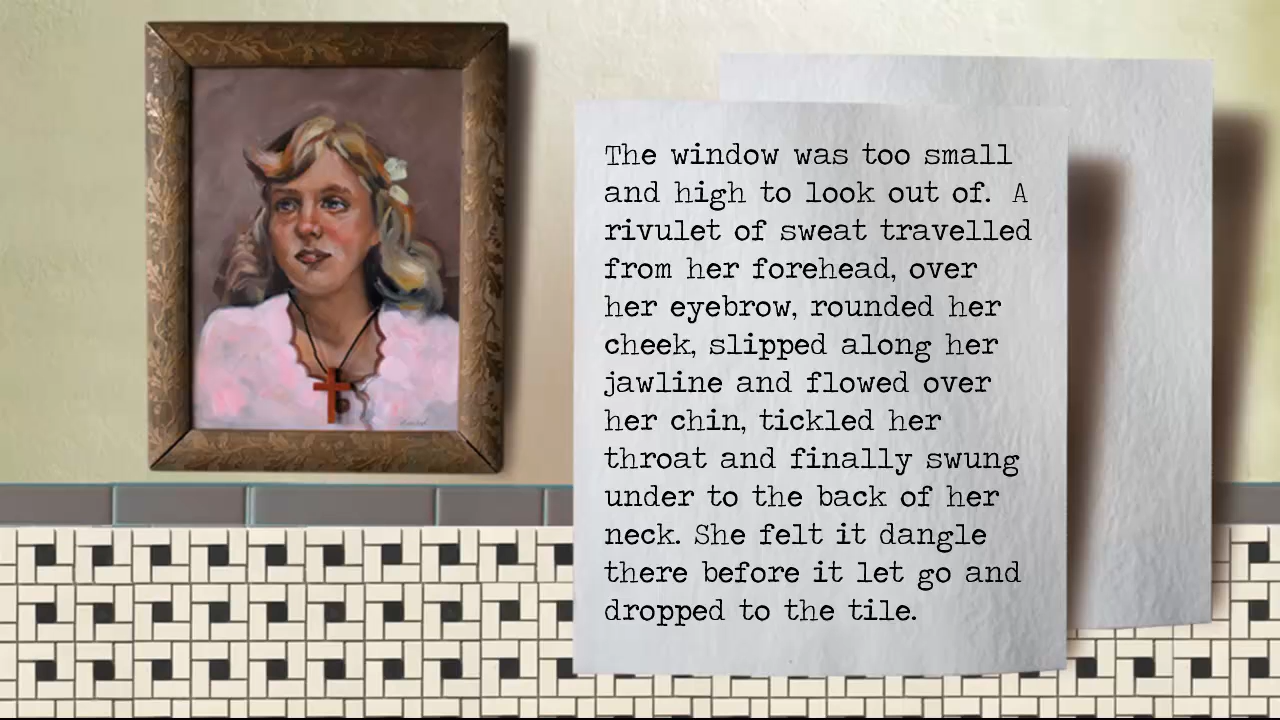 The window was too small
and high to look out of.  A
rivulet of sweat travelled
from her forehead, over
her eyebrow, rounded her
cheek, slipped along her
jawline and flowed over
her chin, tickled her
throat and finally swung
under to the back of her
neck. She felt it dangle
there before it let go and
dropped to the tile.